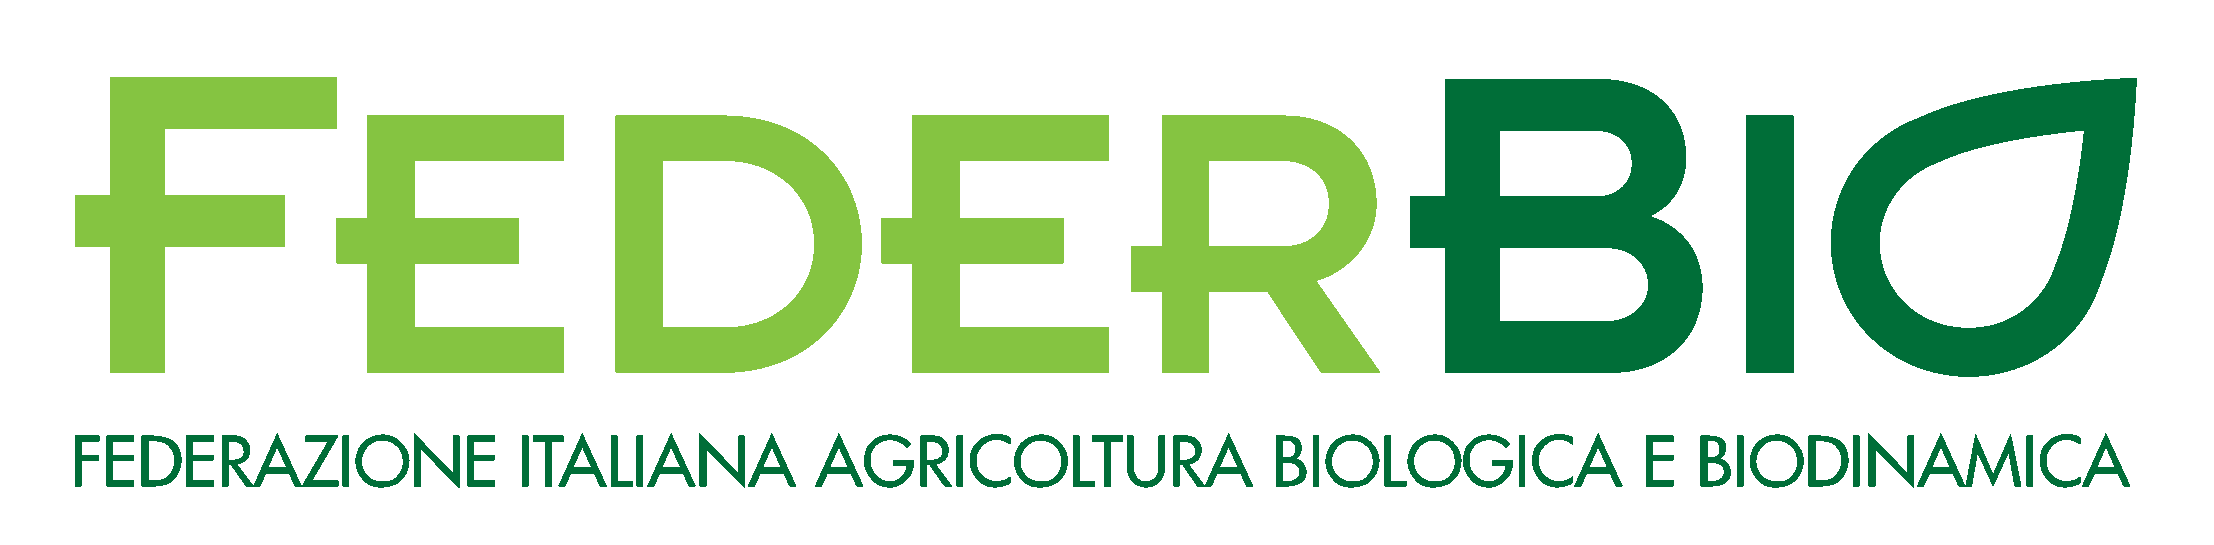 FEDERBIO
FEDERAZIONE ITALIANA AGRICOLTURA BIOLOGICA E BIODINAMICA